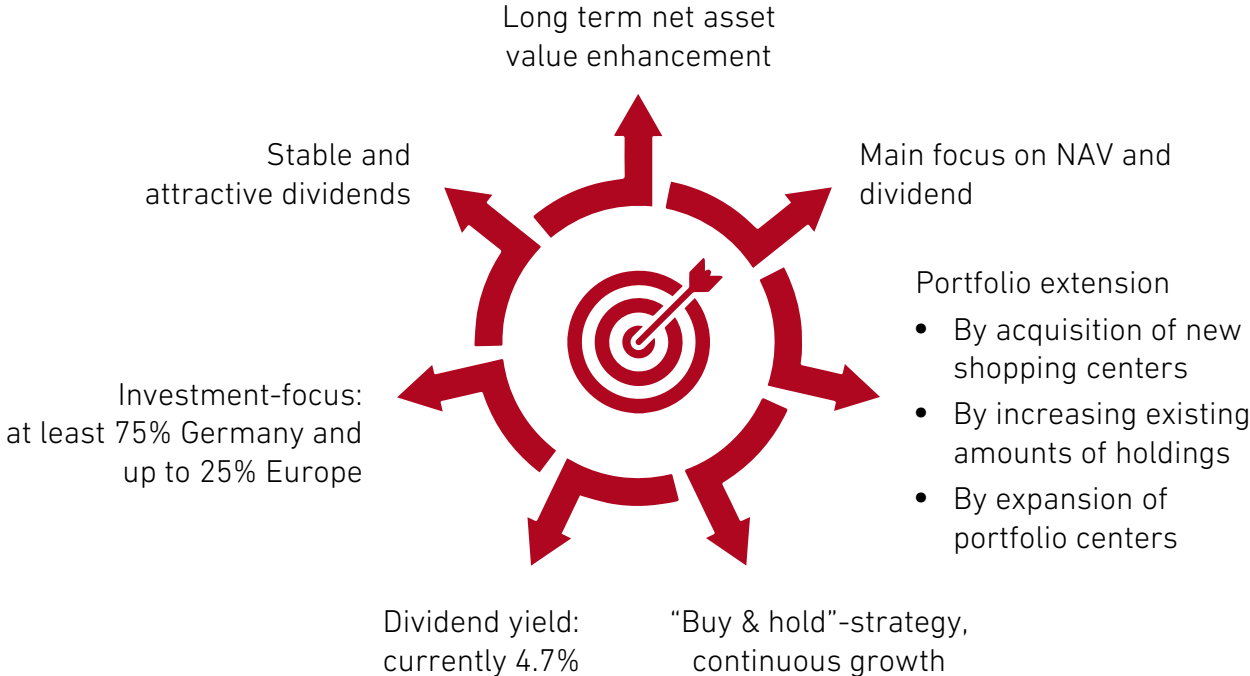 Long term net asset
value enhancement
Stable and
attractive dividends
Main focus on NAV and
dividend
Portfolio extension
• By acquisition of new
shopping centers
• By increasing existing
amounts of holdings
• By expansion of
portfolio centers
Investment-focus:
at least 75% Germany and
up to 25% Europe
Dividend yield:
currently 4.7%
“Buy & hold”-strategy,
continuous growth